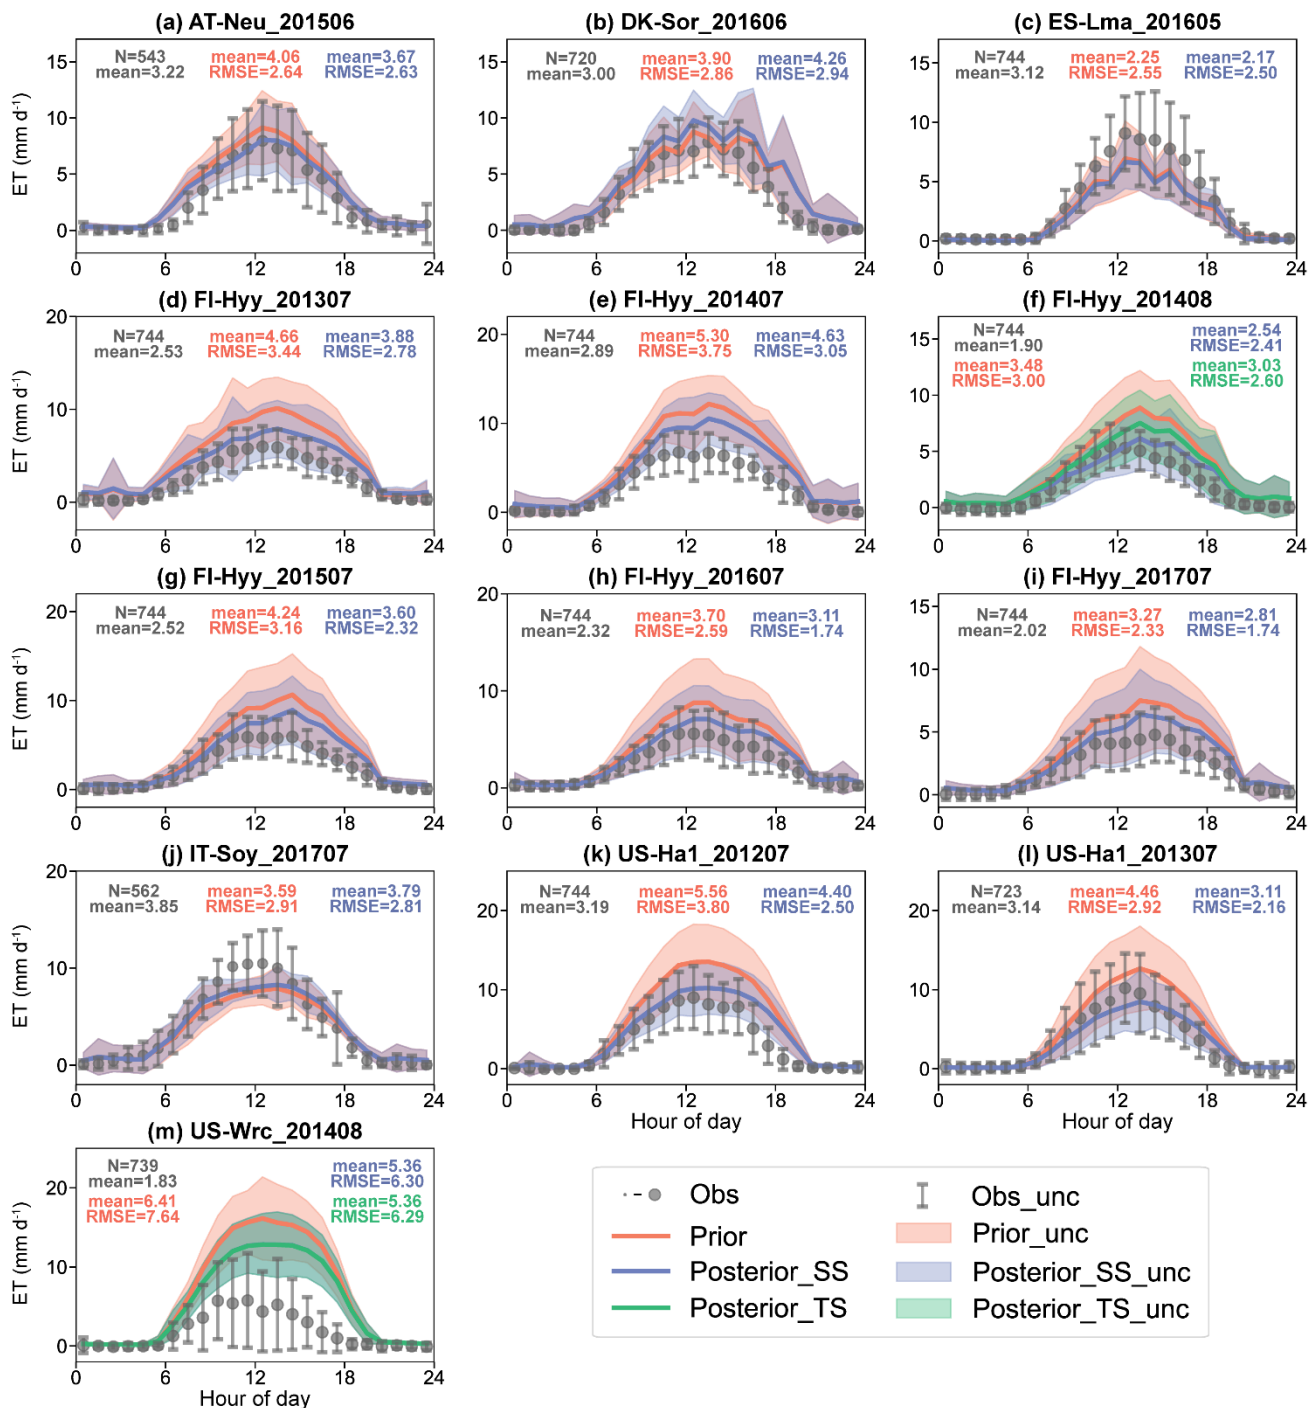 (a) AT-Neu_201506
N=543
mean=3.22
mean=4.06
RMSE=2.64
mean=3.67
RMSE=2.63
ET (mm d-1)
15
10
5
0
0 6 12 18 24
(b) DK-Sor_201606
N=720
mean=3.00
mean=3.90
RMSE=2.86
mean=4.26
RMSE=2.94
15
10
5
0
0 6 12 18 24
(c) ES-Lma_201605
N=744
mean=3.12
mean=2.25
RMSE=2.55
mean=2.17
RMSE=2.50
15
10
5
0
0 6 12 18 24
(d) FI-Hyy_201307
N=744
mean=2.53
mean=4.66
RMSE=3.44
mean=3.88
RMSE=2.78
ET (mm d-1)
20
10
0
0 6 12 18 24
(e) FI-Hyy_201407
N=744
mean=2.89
mean=5.30
RMSE=3.75
mean=4.63
RMSE=3.05
20
10
0
0 6 12 18 24
(f) FI-Hyy_201408
N=744
mean=1.90
mean=3.48
RMSE=3.00
mean=2.54
RMSE=2.41
mean=3.03
RMSE=2.60
15
10
5
0
0 6 12 18 24
(g) FI-Hyy_201507
N=744
mean=2.52
mean=4.24
RMSE=3.16
mean=3.60
RMSE=2.32
ET (mm d-1)
20
10
0
0 6 12 18 24
(h) FI-Hyy_201607
N=744
mean=2.32
mean=3.70
RMSE=2.59
mean=3.11
RMSE=1.74
20
10
0
0 6 12 18 24
(i) FI-Hyy_201707
N=744
mean=2.02
mean=3.27
RMSE=2.33
mean=2.81
RMSE=1.74
15
10
5
0
0 6 12 18 24
(j) IT-Soy_201707
N=562
mean=3.85
mean=3.59
RMSE=2.91
mean=3.79
RMSE=2.81
ET (mm d-1)
20
10
0
0 6 12 18 24
(k) US-Ha1_201207
N=744
mean=3.19
mean=5.56
RMSE=3.80
mean=4.40
RMSE=2.50
20
10
0
0 6 12 18 24
Hour of day
(l) US-Ha1_201307
N=723
mean=3.14
mean=4.46
RMSE=2.92
mean=3.11
RMSE=2.16
20
10
0
0 6 12 18 24
Hour of day
(m) US-Wrc_201408
N=739
mean=1.83
mean=6.41
RMSE=7.64
mean=5.36
RMSE=6.30
mean=5.36
RMSE=6.29
ET (mm d-1)
20
10
0
0 6 12 18 24
Hour of day
Obs
Prior
Posterior_SS
Posterior_TS
Obs_unc
Prior_unc
Posterior_SS_unc
Posterior_TS_unc